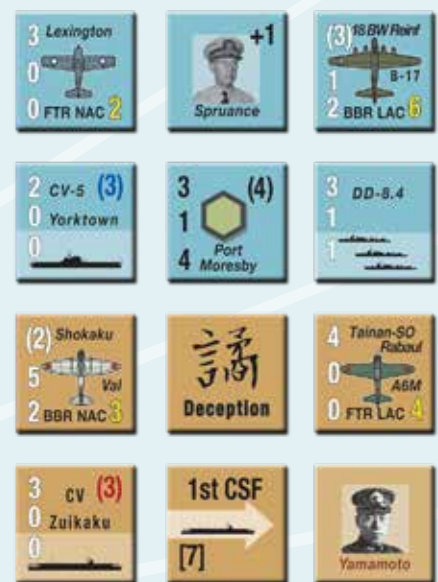 3 Lexington
0
0 FTR NAC 2
+1
Spruance
(3) 18 BW Reinf
1 B-17
2 BBR LAC 6
2 CV-5 (3)
0 Yorktown
0
3 (4)
1
4 Port
Moresby
3 DD-8.4
1
1
(2) Shokaku
5 Val
2 BBR NAC 3
譎
Deception
4 Tainan-SO
Rabaul
0 A6M
0 FTR LAC 4
3 CV (3)
0 Zuikaku
0
1st CSF
[7]
Yamamoto